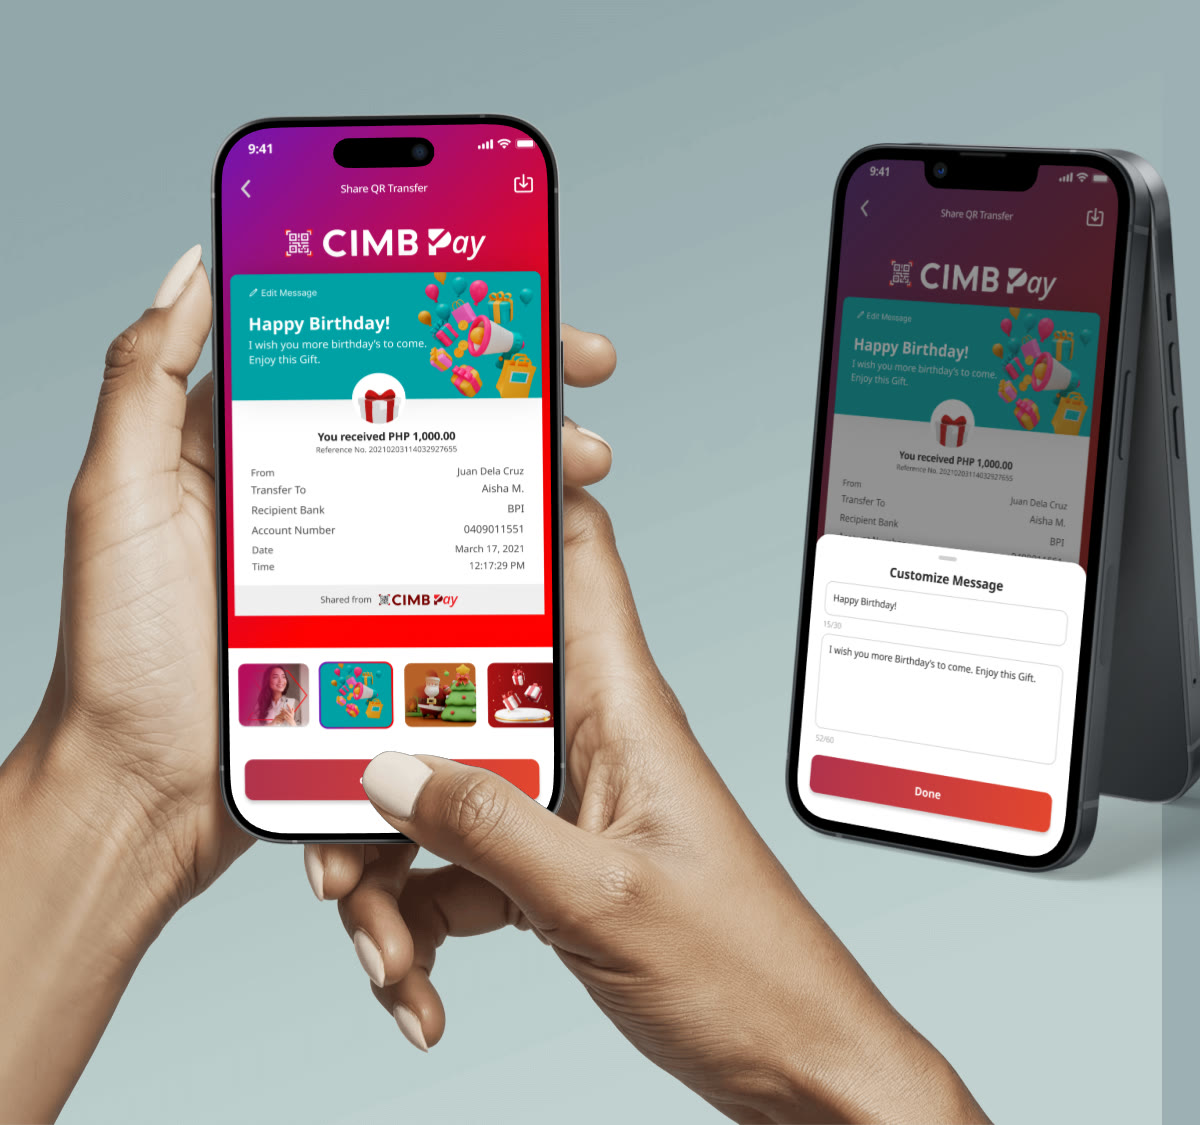 9:41
Share QR Transfer
CIMB Pay
Edit Message
Happy Birthday!
I wish you more birthday's to come.
Enjoy this Gift.
You received PHP 1,000.00
Reference No. 20210203114032927655
From Juan Dela Cruz
Transfer To Aisha M.
Recipient Bank BPI
Account Number 0409011551
Date March 17, 2021
Time 12:17:29 PM
Shared from CIMB Pay
9:41
Share QR Transfer
CIMB Pay
Edit Message
Happy Birthday!
I wish you more birthday's to come.
Enjoy this Gift.
You received PHP 1,000.00
Reference No. 20210203114032927655
From Juan Dela Cruz
Transfer To Aisha M.
Recipient Bank BPI
Customize Message
Happy Birthday!
15/30
I wish you more Birthday's to come. Enjoy this Gift.
52/60
Done